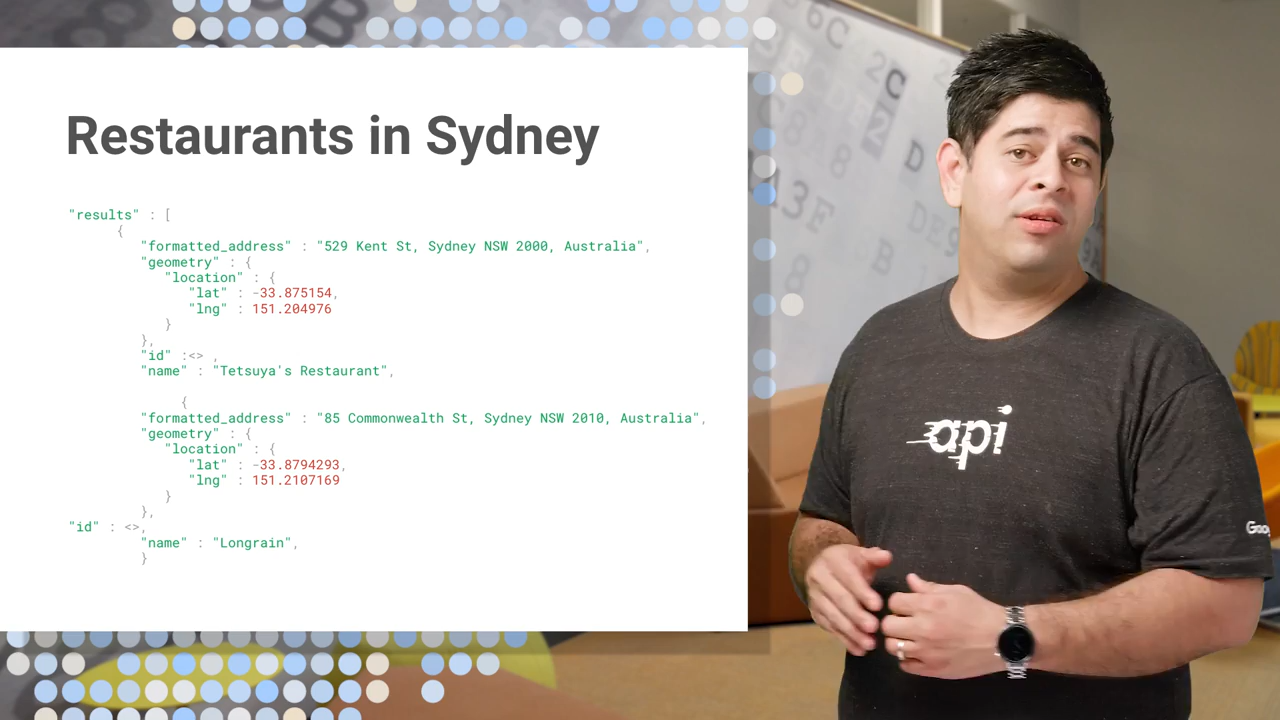 Restaurants in Sydney
"results" : [
{
"formatted_address" : "529 Kent St, Sydney NSW 2000, Australia",
"geometry" : {
"location" : {
"lat" : -33.875154,
"lng" : 151.204976
}
},
"id" :<> ,
"name" : "Tetsuya's Restaurant",
{
"formatted_address" : "85 Commonwealth St, Sydney NSW 2010, Australia",
"geometry" : {
"location" : {
"lat" : -33.8794293,
"lng" : 151.2107169
}
},
"id" : <>,
"name" : "Longrain",
}
api